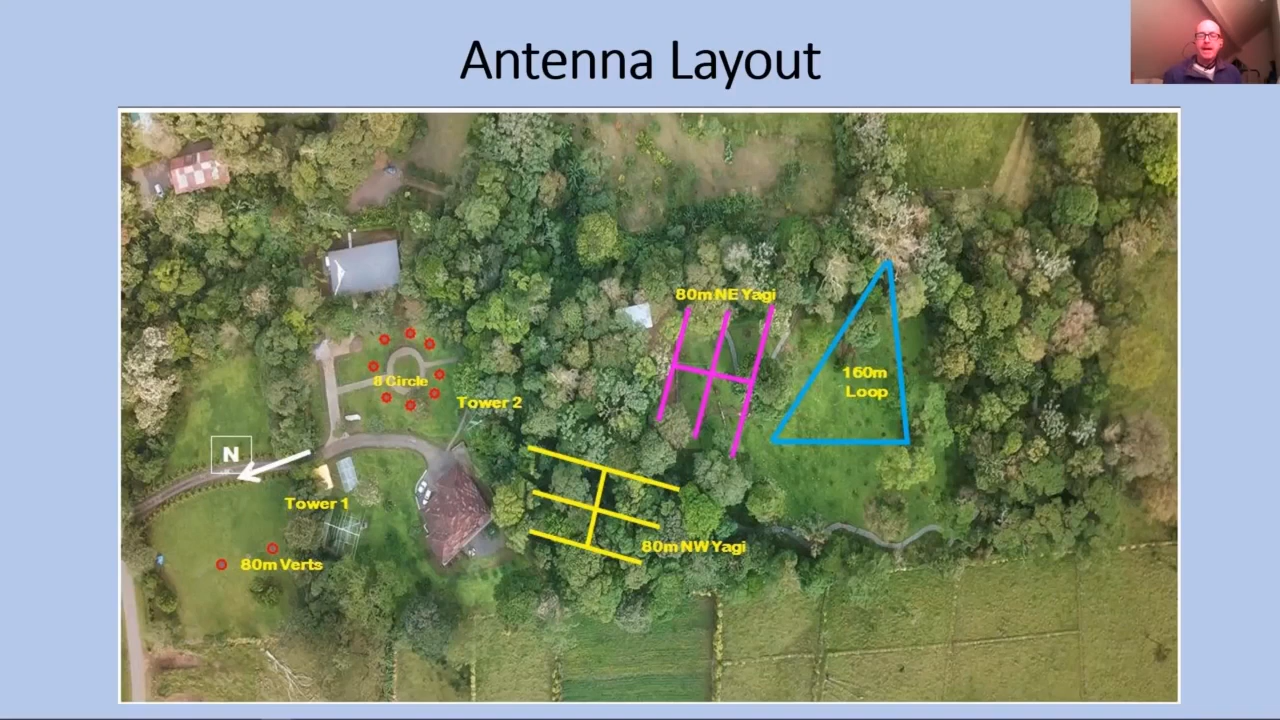 Antenna Layout
80m NE Yagi
160m
Loop
8 Circle
Tower 2
N
Tower 1
80m NW Yagi
80m Verts